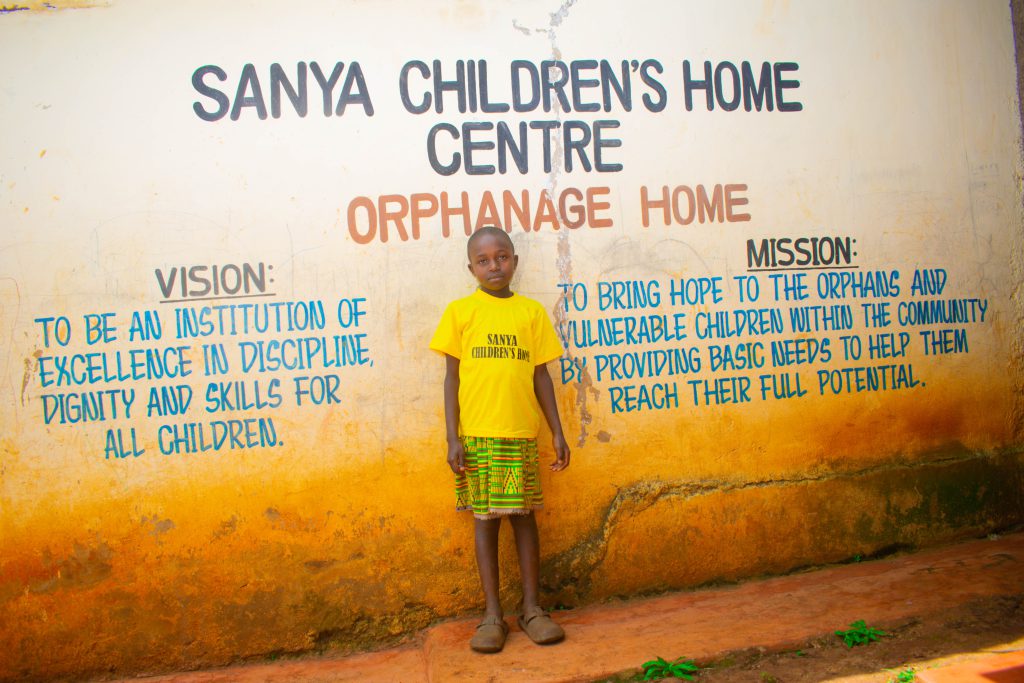 SANYA CHILDREN'S HOME
CENTRE
ORPHANAGE HOME
VISION:
TO BE AN INSTITUTION OF
EXCELLENCE IN DISCIPLINE,
DIGNITY AND SKILLS FOR
ALL CHILDREN.
MISSION:
TO BRING HOPE TO THE ORPHANS AND
VULNERABLE CHILDREN WITHIN THE COMMUNITY
BY PROVIDING BASIC NEEDS TO HELP THEM
REACH THEIR FULL POTENTIAL.
SANYA
CHILDREN'S HOME